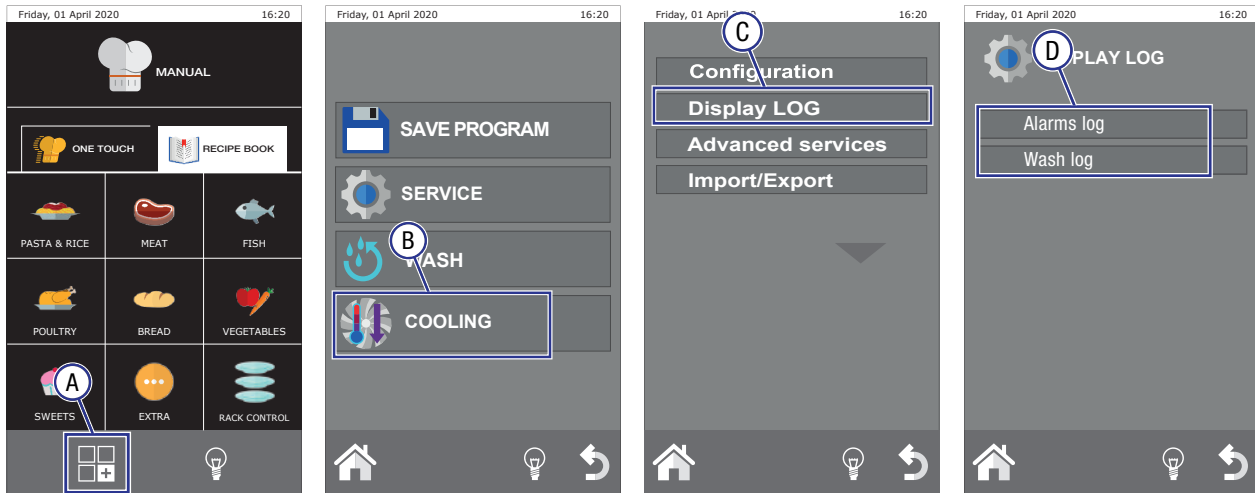 Friday, 01 April 2020 16:20
MANUAL
ONE TOUCH
RECIPE BOOK
PASTA & RICE
MEAT
FISH
POULTRY
BREAD
VEGETABLES
A
SWEETS
EXTRA
RACK CONTROL
Friday, 01 April 2020 16:20
SAVE PROGRAM
SERVICE
B
COOLING
Friday, 01 April 16:20
C
Configuration
Display LOG
Advanced services
Import/Export
Friday, 01 April 2020 16:20
D
PLAY LOG
Alarms log
Wash log